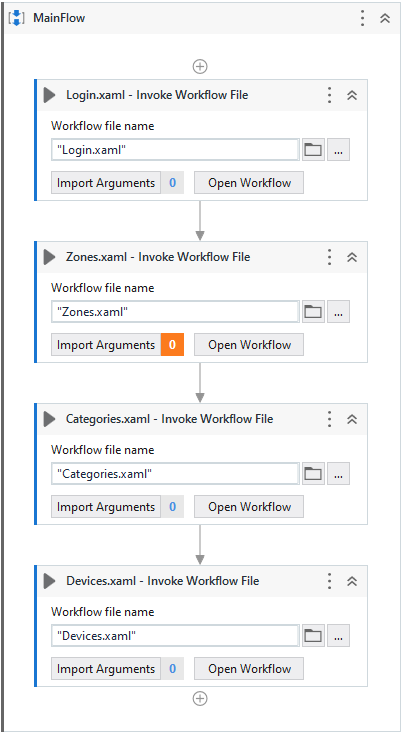 MainFlow
Login.xaml - Invoke Workflow File
Workflow file name
"Login.xaml" ...
Import Arguments 0 Open Workflow
Zones.xaml - Invoke Workflow File
Workflow file name
"Zones.xaml" ...
Import Arguments 0 Open Workflow
Categories.xaml - Invoke Workflow File
Workflow file name
"Categories.xaml" ...
Import Arguments 0 Open Workflow
Devices.xaml - Invoke Workflow File
Workflow file name
"Devices.xaml" ...
Import Arguments 0 Open Workflow